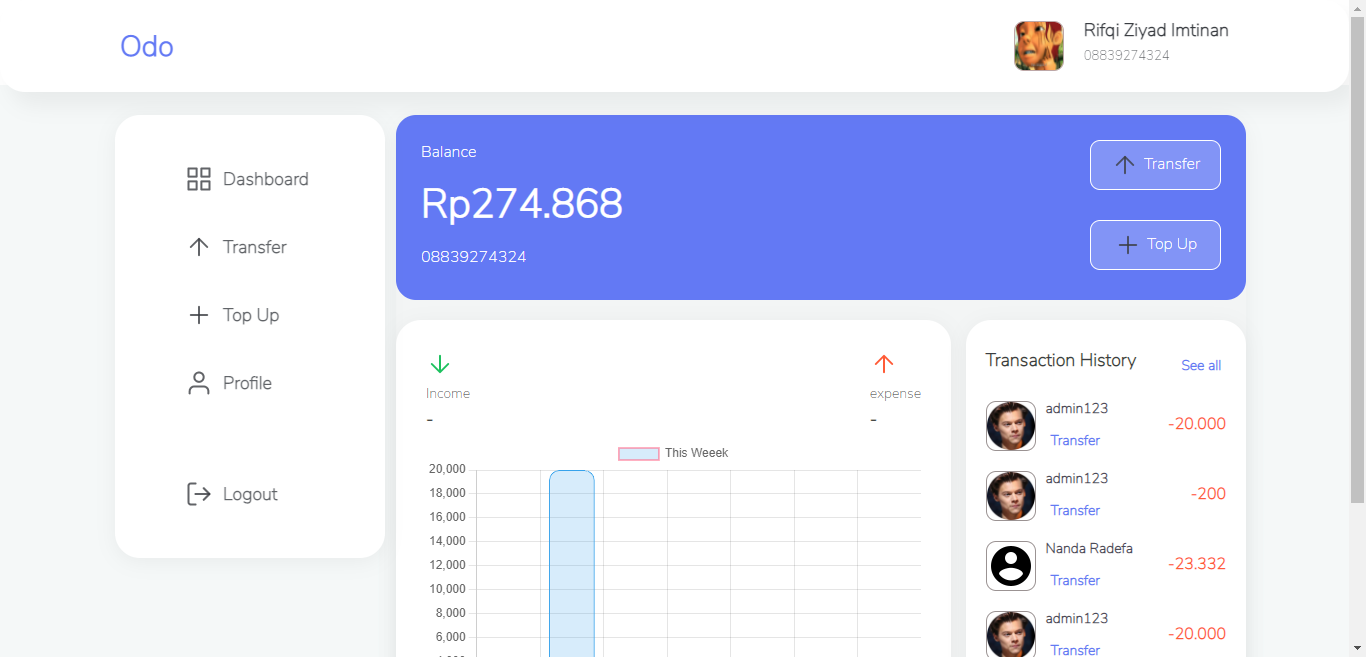 Odo
Rifqi Ziyad Imtinan
08839274324
Dashboard
Transfer
Top Up
Profile
Logout
Balance
Rp274.868
08839274324
Transfer
Top Up
Income
-
expense
-
This Weeek
20,000
18,000
16,000
14,000
12,000
10,000
8,000
6,000
Transaction History
See all
admin123
Transfer
-20.000
admin123
Transfer
-200
Nanda Radefa
Transfer
-23.332
admin123
Transfer
-20.000